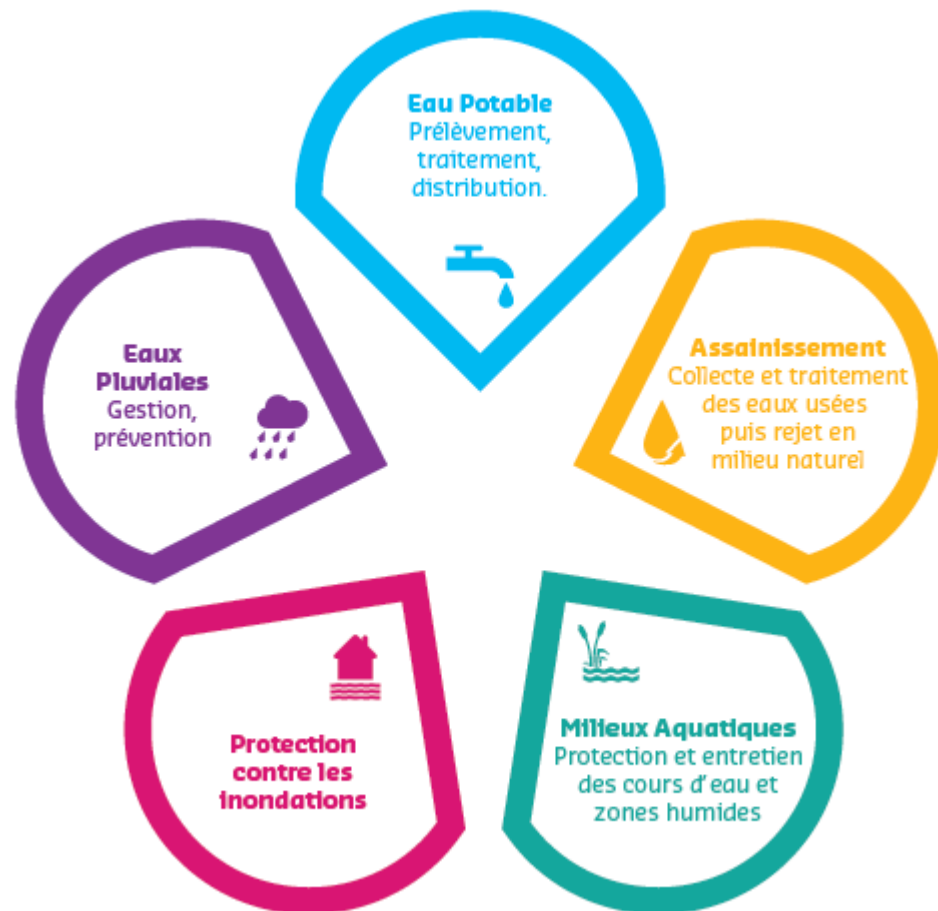 Eau Potable
Prélèvement,
traitement,
distribution.
Assainissement
Collecte et traitement
des eaux usées
puis rejet en
milieu naturel
Milieux Aquatiques
Protection et entretien
des cours d'eau et
zones humides
Protection
contre les
inondations
Eaux
Pluviales
Gestion,
prévention